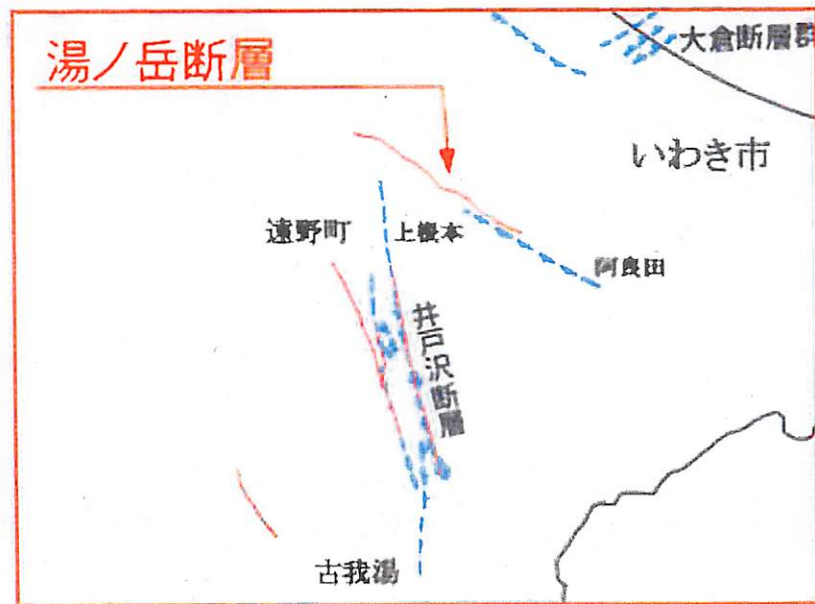 湯ノ岳断層
大倉断層群
いわき市
遠野町
上根本
阿良田
井戸沢断層
古我湯